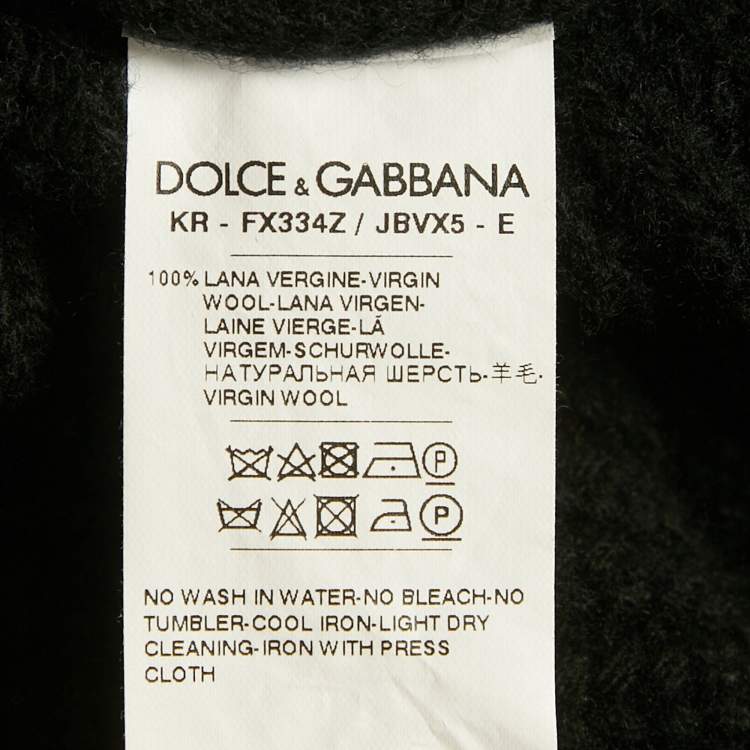 DOLCE & GABBANA
KR - FX334Z / JBVX5 - E
100% LANA VERGINE-VIRGIN
WOOL-LANA VIRGEN-
LAINE VIERGE-LÃ
VIRGEM-SCHURWOLLE-
НАТУРАЛЬНАЯ ШЕРСТЬ-羊毛-
VIRGIN WOOL
P
P
NO WASH IN WATER-NO BLEACH-NO
TUMBLER-COOL IRON-LIGHT DRY
CLEANING-IRON WITH PRESS
CLOTH